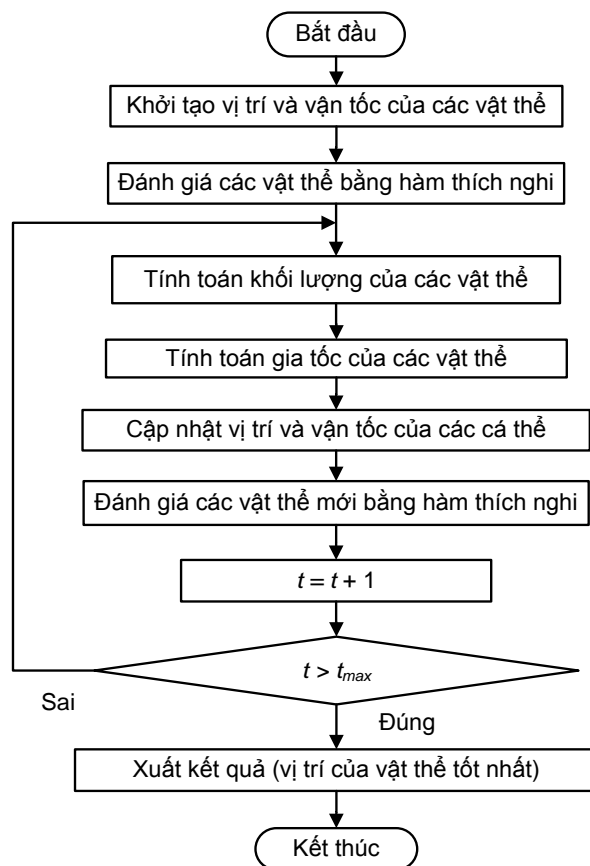 Bắt đầu
Khởi tạo vị trí và vận tốc của các vật thể
Đánh giá các vật thể bằng hàm thích nghi
Tính toán khối lượng của các vật thể
Tính toán gia tốc của các vật thể
Cập nhật vị trí và vận tốc của các cá thể
Đánh giá các vật thể mới bằng hàm thích nghi
t = t + 1
t > tmax
Sai
Đúng
Xuất kết quả (vị trí của vật thể tốt nhất)
Kết thúc